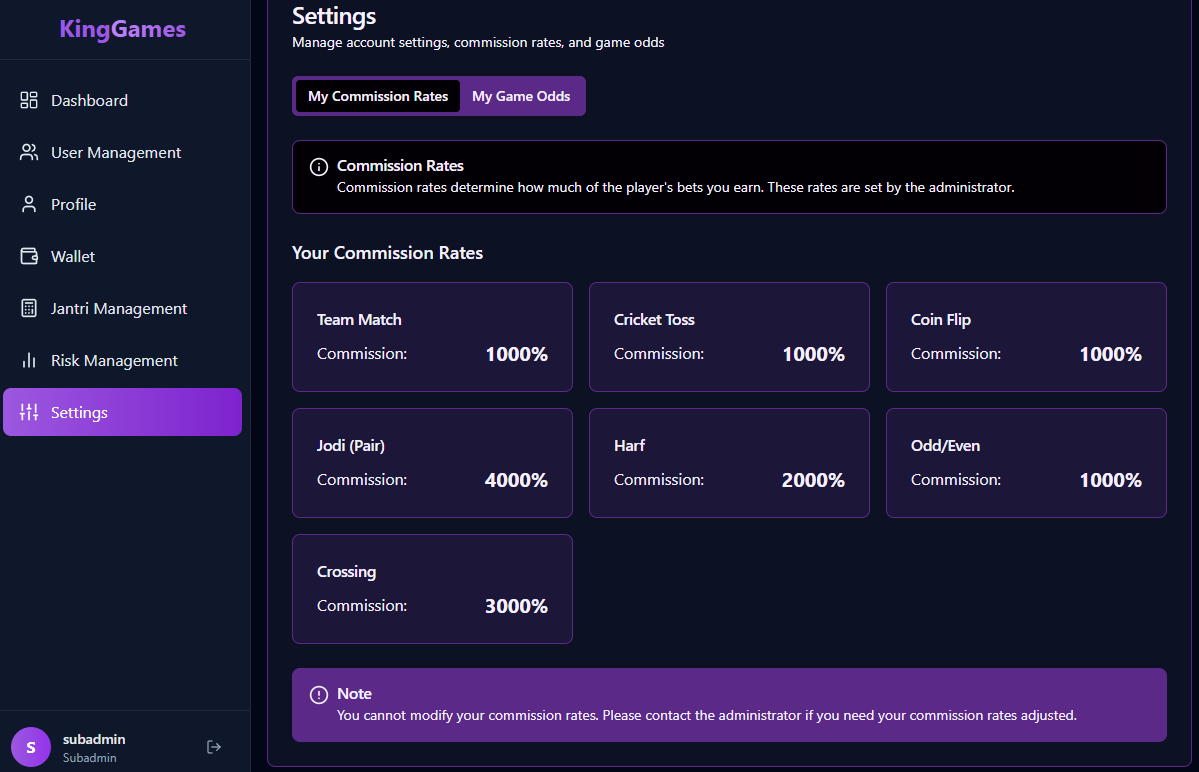 KingGames
Dashboard
User Management
Profile
Wallet
Jantri Management
Risk Management
Settings
S
subadmin
Subadmin
Settings
Manage account settings, commission rates, and game odds
My Commission Rates
My Game Odds
Commission Rates
Commission rates determine how much of the player's bets you earn. These rates are set by the administrator.
Your Commission Rates
Team Match
Commission: 1000%
Cricket Toss
Commission: 1000%
Coin Flip
Commission: 1000%
Jodi (Pair)
Commission: 4000%
Harf
Commission: 2000%
Odd/Even
Commission: 1000%
Crossing
Commission: 3000%
Note
You cannot modify your commission rates. Please contact the administrator if you need your commission rates adjusted.